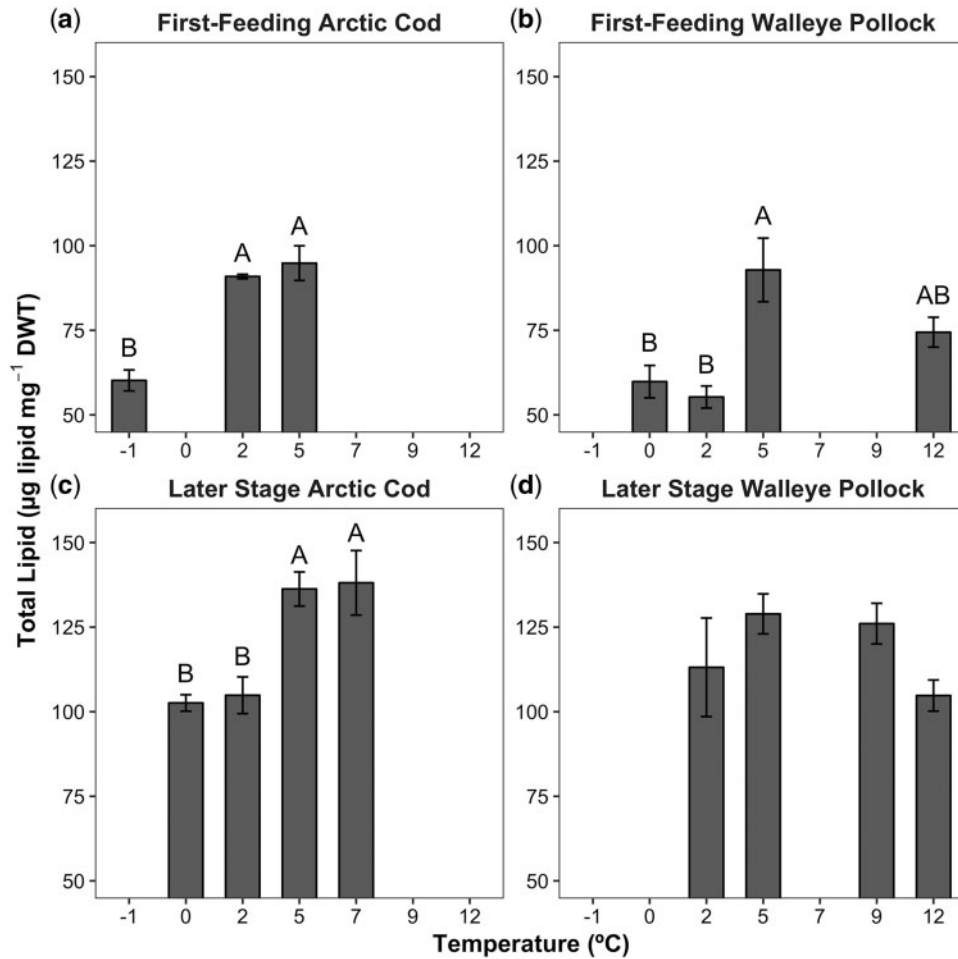 (a) First-Feeding Arctic Cod
(b) First-Feeding Walleye Pollock
Total Lipid (µg lipid mg⁻¹ DWT)
150
125
100
75
50
B
A
A
-1 0 2 5 7 9 12
150
125
100
75
50
B
B
A
AB
-1 0 2 5 7 9 12
(c) Later Stage Arctic Cod
(d) Later Stage Walleye Pollock
150
125
100
75
50
B
B
A
A
-1 0 2 5 7 9 12
150
125
100
75
50
-1 0 2 5 7 9 12
Temperature (ºC)